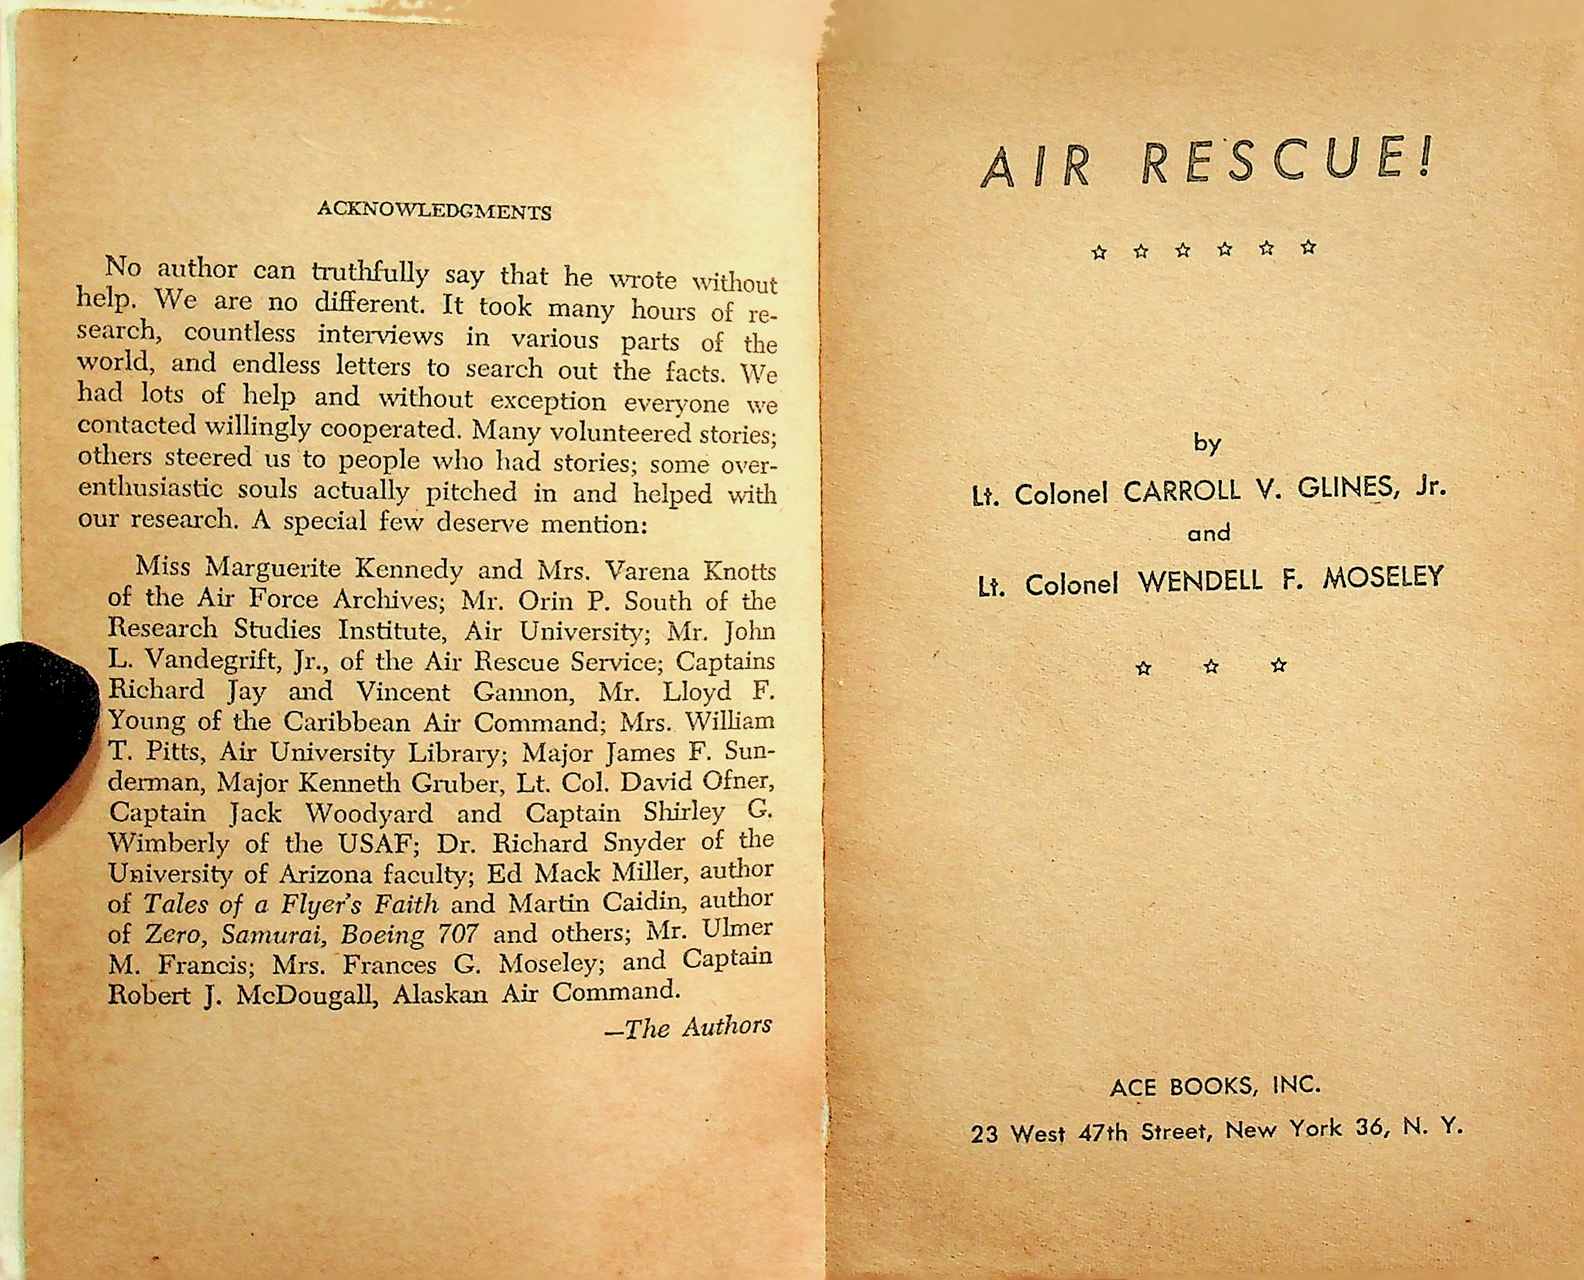 ACKNOWLEDGMENTS
No author can truthfully say that he wrote without
help. We are no different. It took many hours of re-
search, countless interviews in various parts of the
world, and endless letters to search out the facts. We
had lots of help and without exception everyone we
contacted willingly cooperated. Many volunteered stories;
others steered us to people who had stories; some over-
enthusiastic souls actually pitched in and helped with
our research. A special few deserve mention:
Miss Marguerite Kennedy and Mrs. Varena Knotts
of the Air Force Archives; Mr. Orin P. South of the
Research Studies Institute, Air University; Mr. John
L. Vandegrift, Jr., of the Air Rescue Service; Captains
Richard Jay and Vincent Gannon, Mr. Lloyd F.
Young of the Caribbean Air Command; Mrs. William
T. Pitts, Air University Library; Major James F. Sun-
derman, Major Kenneth Gruber, Lt. Col. David Ofner,
Captain Jack Woodyard and Captain Shirley G.
Wimberly of the USAF; Dr. Richard Snyder of the
University of Arizona faculty; Ed Mack Miller, author
of Tales of a Flyer's Faith and Martin Caidin, author
of Zero, Samurai, Boeing 707 and others; Mr. Ulmer
M. Francis; Mrs. Frances G. Moseley; and Captain
Robert J. McDougall, Alaskan Air Command.
—The Authors
AIR RESCUE!
☆ ☆ ☆ ☆ ☆ ☆
by
Lt. Colonel CARROLL V. GLINES, Jr.
and
Lt. Colonel WENDELL F. MOSELEY
☆ ☆ ☆
ACE BOOKS, INC.
23 West 47th Street, New York 36, N. Y.